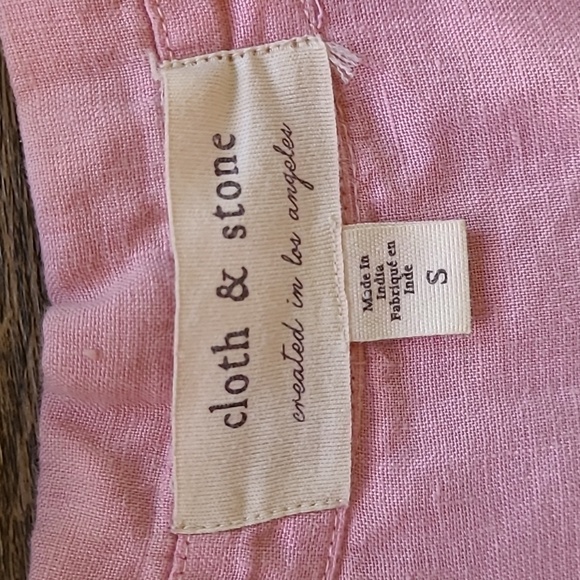 cloth & stone
created in los angeles
Made In
India
Fabriqué en
Inde
S